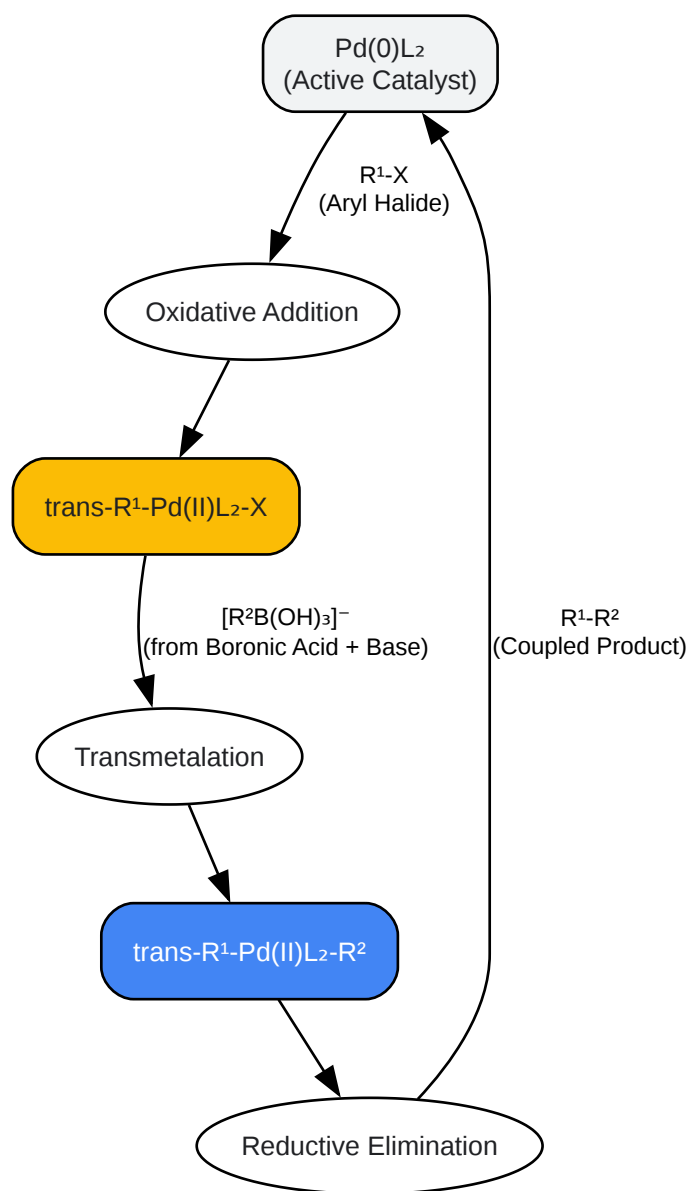 Pd(0)L₂
(Active Catalyst)
R¹-X
(Aryl Halide)
Oxidative Addition
trans-R¹-Pd(II)L₂-X
[R²B(OH)₃]⁻
(from Boronic Acid + Base)
R¹-R²
(Coupled Product)
Transmetalation
trans-R¹-Pd(II)L₂-R²
Reductive Elimination